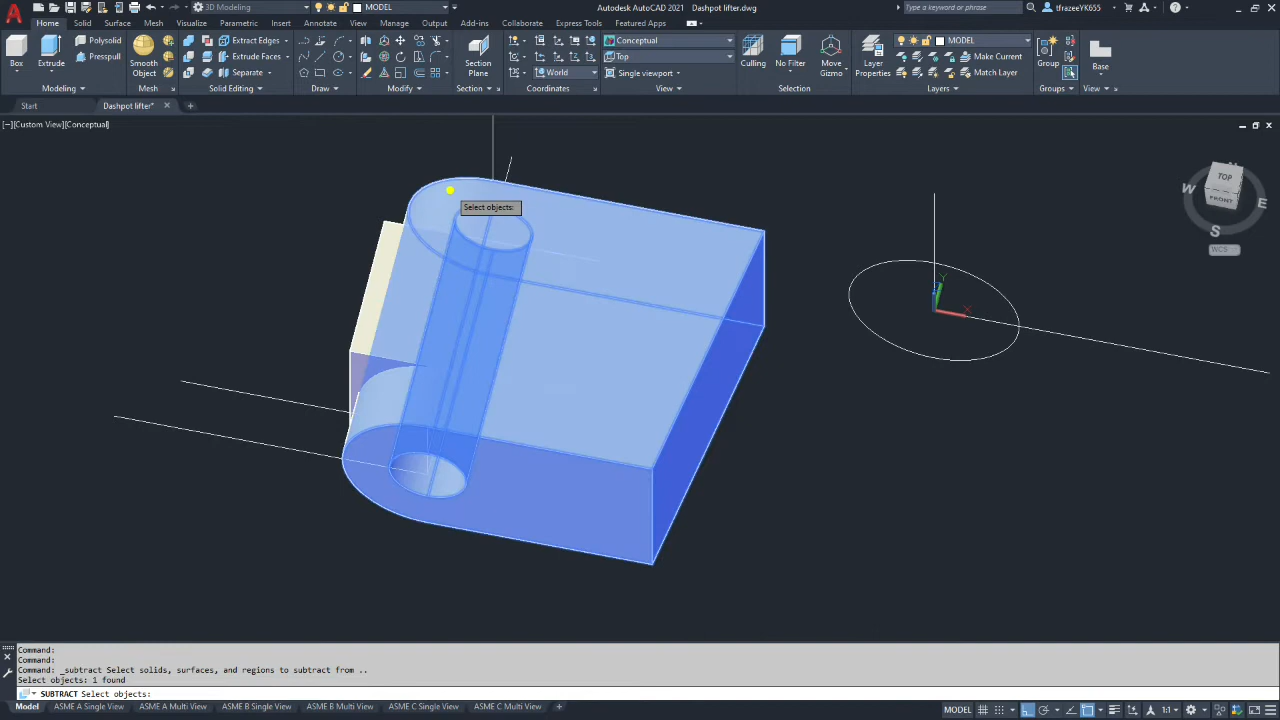 3D Modeling
MODEL
Autodesk AutoCAD 2021 Dashpot lifter.dwg
Type a keyword or phrase
tfrazeeYK655
Home Insert Solid Surface Mesh Visualize Parametric Annotate View Manage Output Add-ins Collaborate Express Tools Featured Apps
Box
Extrude
Polysolid
Presspull
Modeling
Smooth
Object
Mesh
Extract Edges
Extrude Faces
Separate
Solid Editing
Draw
Modify
Section
Plane
Section
World
Coordinates
Conceptual
Top
Single viewport
View
Culling
No Filter
Move
Gizmo
Selection
Layer
Properties
MODEL
Make Current
Match Layer
Layers
Group
Groups
Base
View
Start
Dashpot lifter*
[−][Custom View][Conceptual]
Select objects:
TOP
FRONT
W
E
S
WCS
Y
X
Command:
Command:
Command: _subtract Select solids, surfaces, and regions to subtract from ..
Select objects: 1 found
SUBTRACT Select objects:
Model ASME A Single View ASME A Multi View ASME B Single View ASME B Multi View ASME C Single View ASME C Multi View
MODEL
1:1